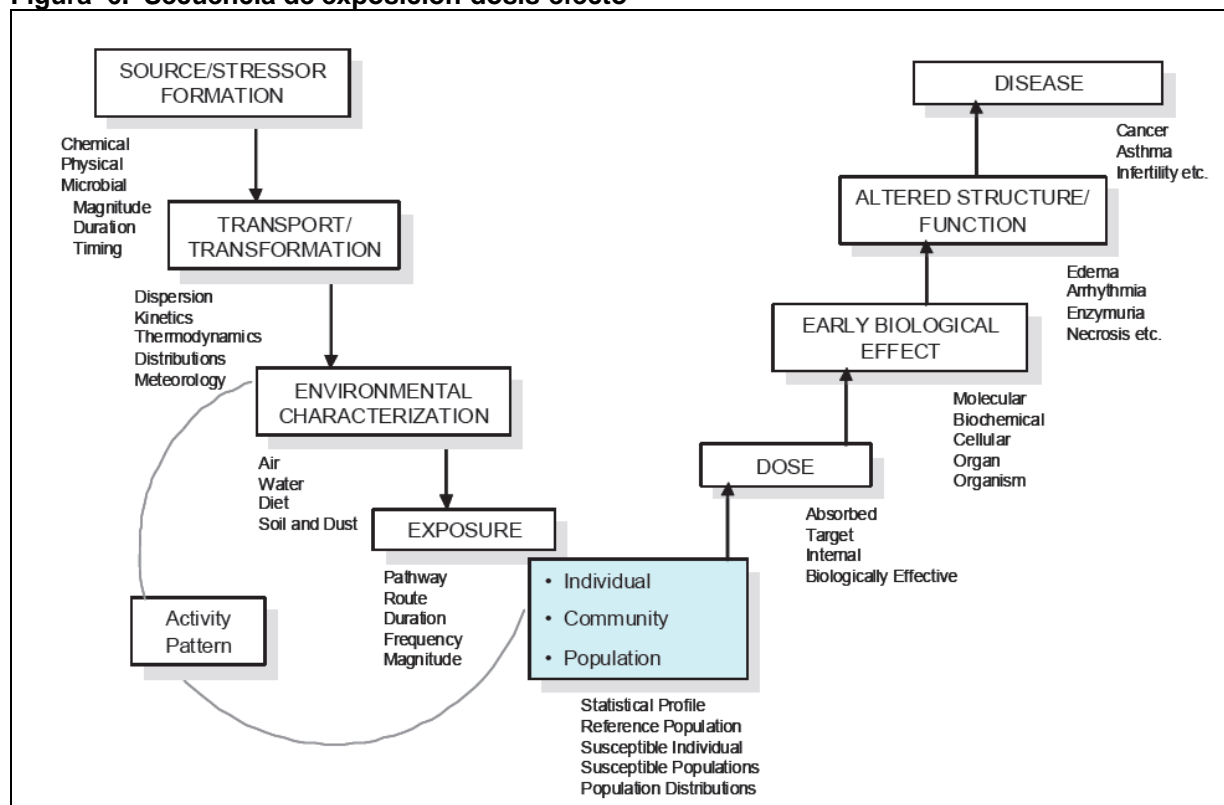 Figura 6. Secuencia de exposición-dosis-efecto
SOURCE/STRESSOR
FORMATION
Chemical
Physical
Microbial
Magnitude
Duration
Timing
TRANSPORT/
TRANSFORMATION
Dispersion
Kinetics
Thermodynamics
Distributions
Meteorology
ENVIRONMENTAL
CHARACTERIZATION
Air
Water
Diet
Soil and Dust
EXPOSURE
Pathway
Route
Duration
Frequency
Magnitude
Activity
Pattern
• Individual
• Community
• Population
Statistical Profile
Reference Population
Susceptible Individual
Susceptible Populations
Population Distributions
DOSE
Absorbed
Target
Internal
Biologically Effective
EARLY BIOLOGICAL
EFFECT
Molecular
Biochemical
Cellular
Organ
Organism
ALTERED STRUCTURE/
FUNCTION
Edema
Arrhythmia
Enzymuria
Necrosis etc.
DISEASE
Cancer
Asthma
Infertility etc.